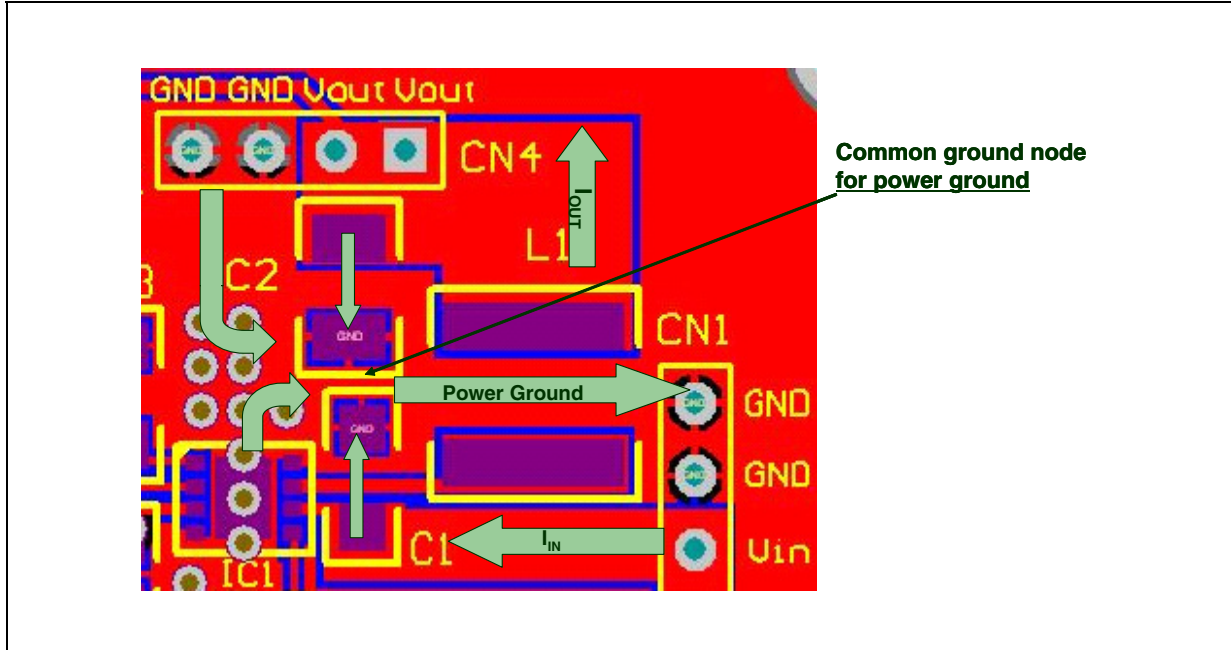 GND GND Vout Vout
GND GND
CN4
Common ground node
for power ground
IOUT
L1
C2
GND
CN1
Power Ground
GND GND
GND
GND GND
C1
IIN
Vin
IC1